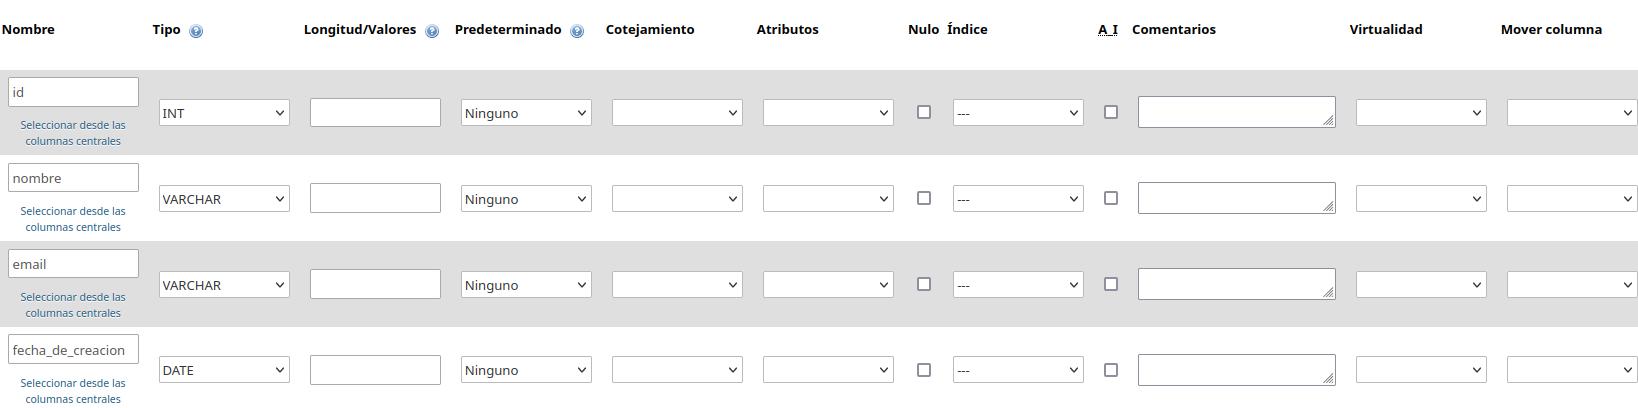 Nombre Tipo Longitud/Valores Predeterminado Cotejamiento Atributos Nulo Índice A_I Comentarios Virtualidad Mover columna
id
INT Ninguno ---
Seleccionar desde las
columnas centrales
nombre
VARCHAR Ninguno ---
Seleccionar desde las
columnas centrales
email
VARCHAR Ninguno ---
Seleccionar desde las
columnas centrales
fecha_de_creacion
DATE Ninguno ---
Seleccionar desde las
columnas centrales